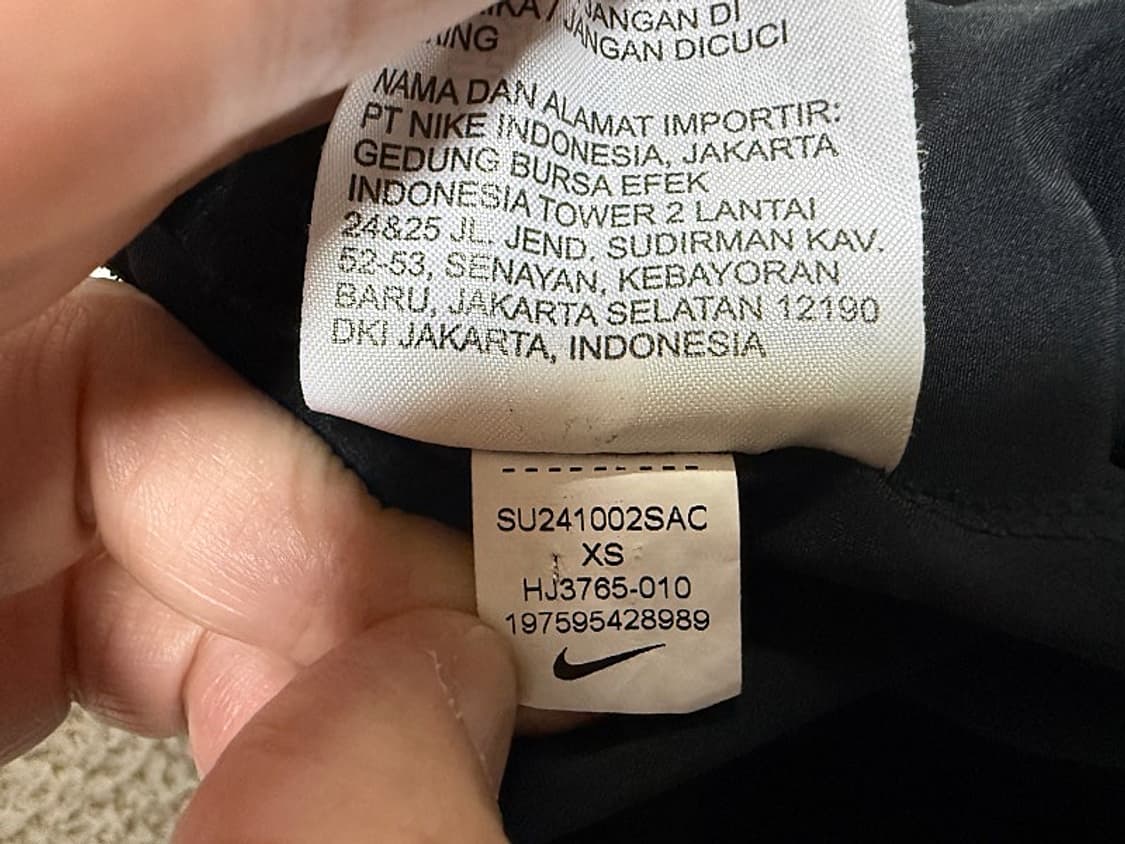 JANGAN DI
JANGAN DICUCI
NAMA DAN ALAMAT IMPORTIR:
PT NIKE INDONESIA, JAKARTA
GEDUNG BURSA EFEK
INDONESIA TOWER 2 LANTAI
24&25 JL. JEND. SUDIRMAN KAV.
52-53, SENAYAN, KEBAYORAN
BARU, JAKARTA SELATAN 12190
DKI JAKARTA, INDONESIA
SU241002SAC
XS
HJ3765-010
197595428989